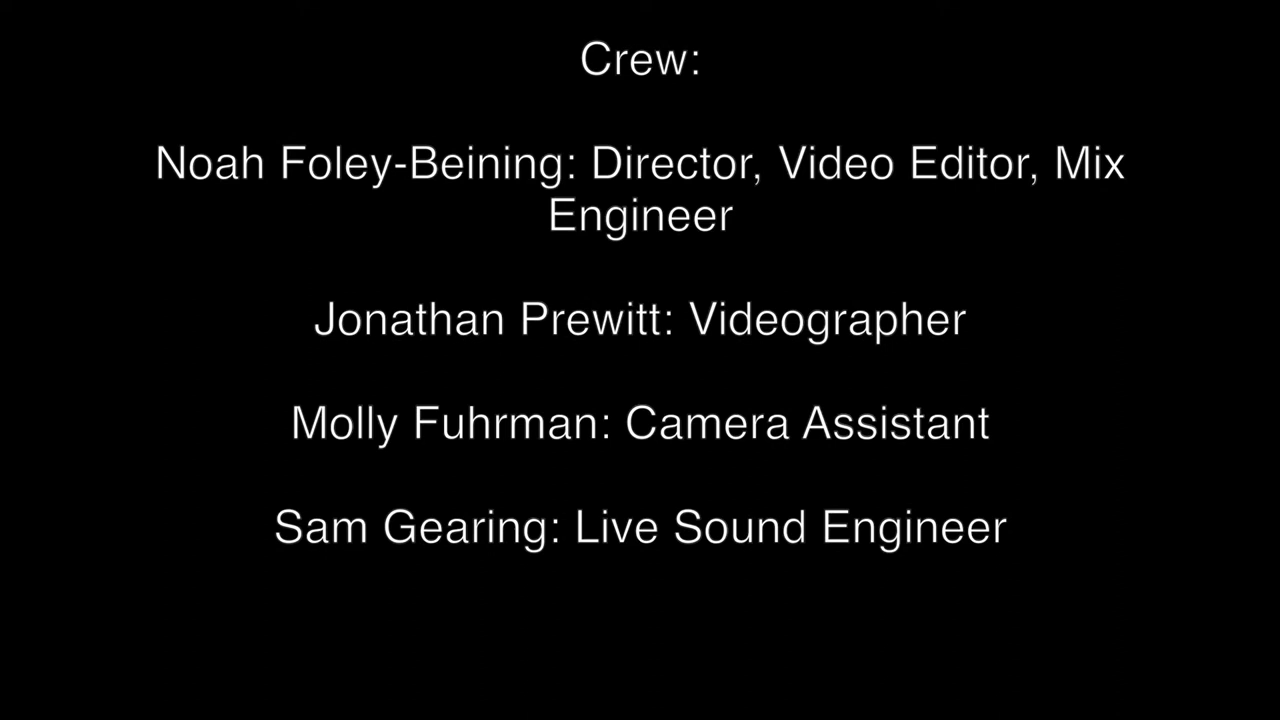 Crew:
Noah Foley-Beining: Director, Video Editor, Mix
Engineer
Jonathan Prewitt: Videographer
Molly Fuhrman: Camera Assistant
Sam Gearing: Live Sound Engineer